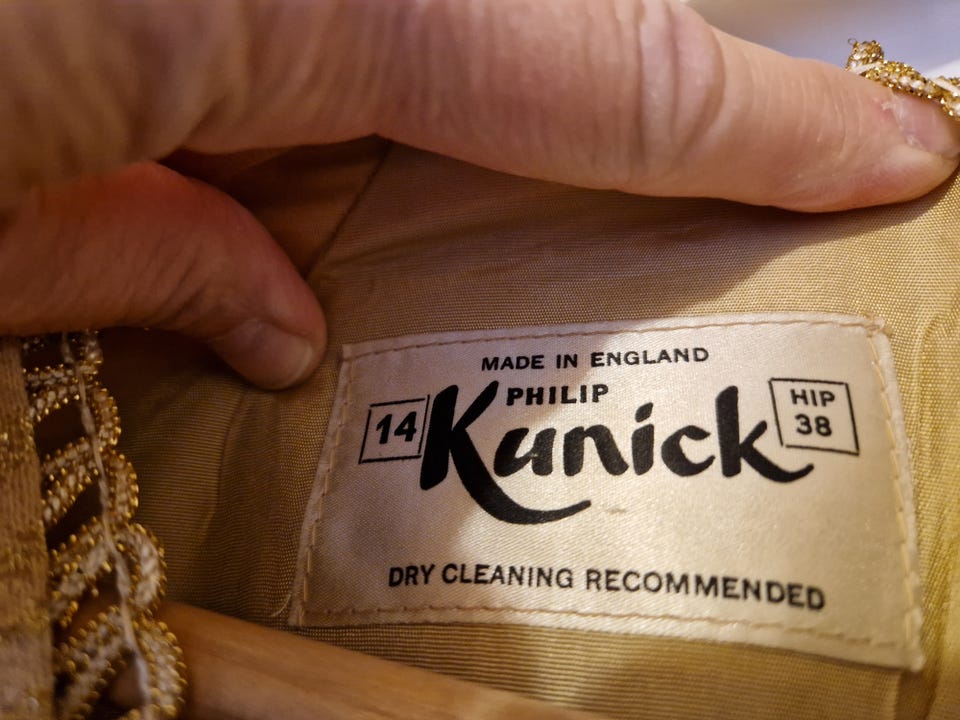 MADE IN ENGLAND
PHILIP
14 Kunick HIP 38
DRY CLEANING RECOMMENDED